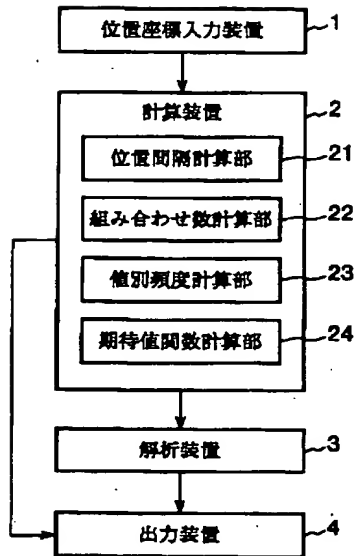 位置座標入力装置 1
計算装置 2
位置間隔計算部 21
組み合わせ数計算部 22
値別頻度計算部 23
期待値関数計算部 24
解析装置 3
出力装置 4